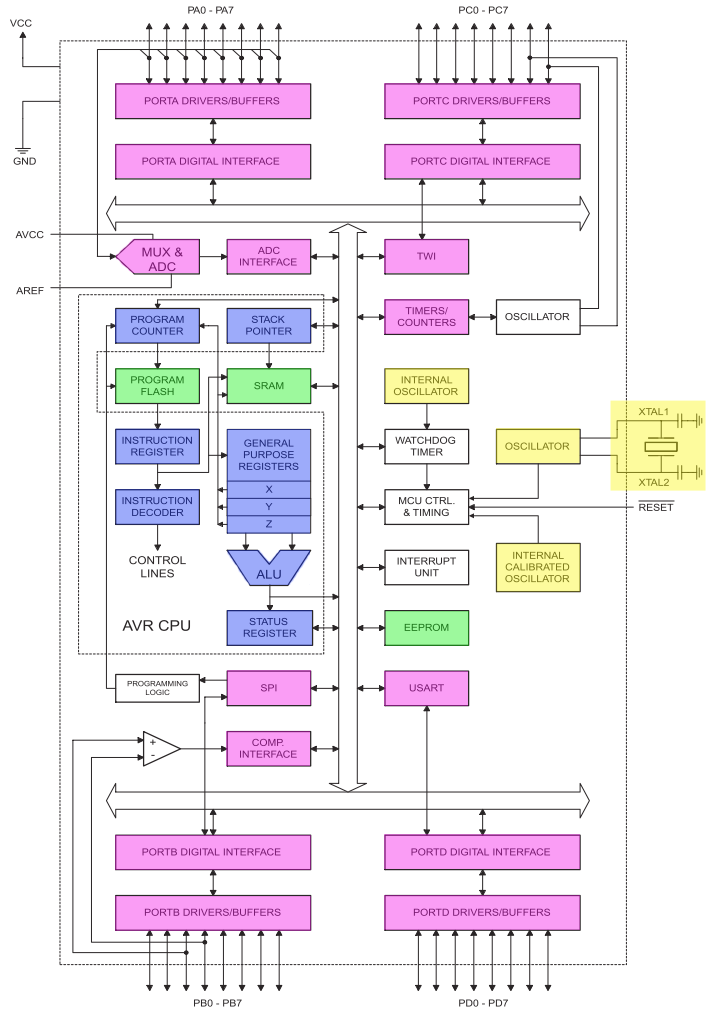 PA0 - PA7
PC0 - PC7
VCC
PORTA DRIVERS/BUFFERS
PORTC DRIVERS/BUFFERS
GND
PORTA DIGITAL INTERFACE
PORTC DIGITAL INTERFACE
AVCC
MUX &
ADC
ADC
INTERFACE
TWI
AREF
PROGRAM
COUNTER
STACK
POINTER
TIMERS/
COUNTERS
OSCILLATOR
PROGRAM
FLASH
SRAM
INTERNAL
OSCILLATOR
XTAL1
INSTRUCTION
REGISTER
GENERAL
PURPOSE
REGISTERS
WATCHDOG
TIMER
OSCILLATOR
XTAL2
X
Y
Z
INSTRUCTION
DECODER
MCU CTRL.
& TIMING
RESET
CONTROL
LINES
ALU
INTERRUPT
UNIT
INTERNAL
CALIBRATED
OSCILLATOR
AVR CPU
STATUS
REGISTER
EEPROM
PROGRAMMING
LOGIC
SPI
USART
+
-
COMP.
INTERFACE
PORTB DIGITAL INTERFACE
PORTD DIGITAL INTERFACE
PORTB DRIVERS/BUFFERS
PORTD DRIVERS/BUFFERS
PB0 - PB7
PD0 - PD7